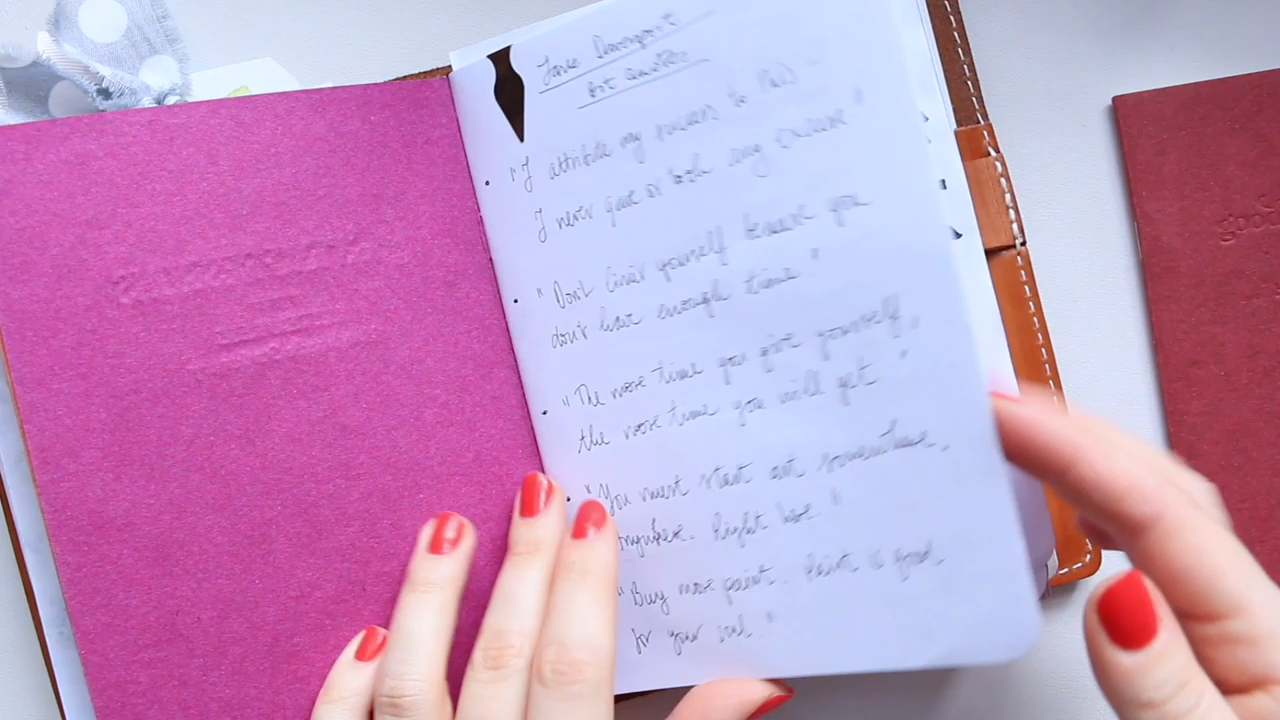 Jane Davenport
Art Quotes
"I attribute my success to this –
I never gave or took any excuse"
"Don't limit yourself because you
don't have enough time."
"The more time you give yourself,
the more time you will get."
"You must start art somewhere,
anywhere. Right here."
"Buy more paint. Paint is good
for your soul."
good